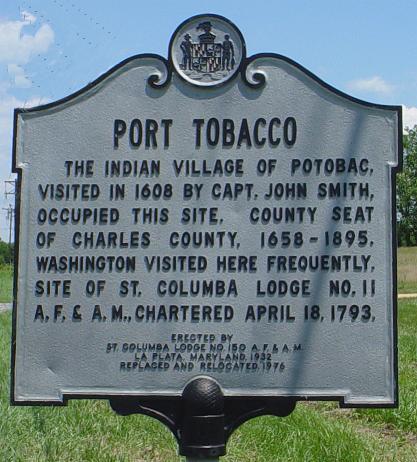 PORT TOBACCO
THE INDIAN VILLAGE OF POTOBAC,
VISITED IN 1608 BY CAPT. JOHN SMITH,
OCCUPIED THIS SITE. COUNTY SEAT
OF CHARLES COUNTY, 1658-1895.
WASHINGTON VISITED HERE FREQUENTLY.
SITE OF ST. COLUMBA LODGE NO. 11
A.F. & A.M., CHARTERED APRIL 18, 1793.
ERECTED BY
ST. COLUMBA LODGE NO. 150 A.F. & A.M.
LA PLATA, MARYLAND, 1932
REPLACED AND RELOCATED, 1976